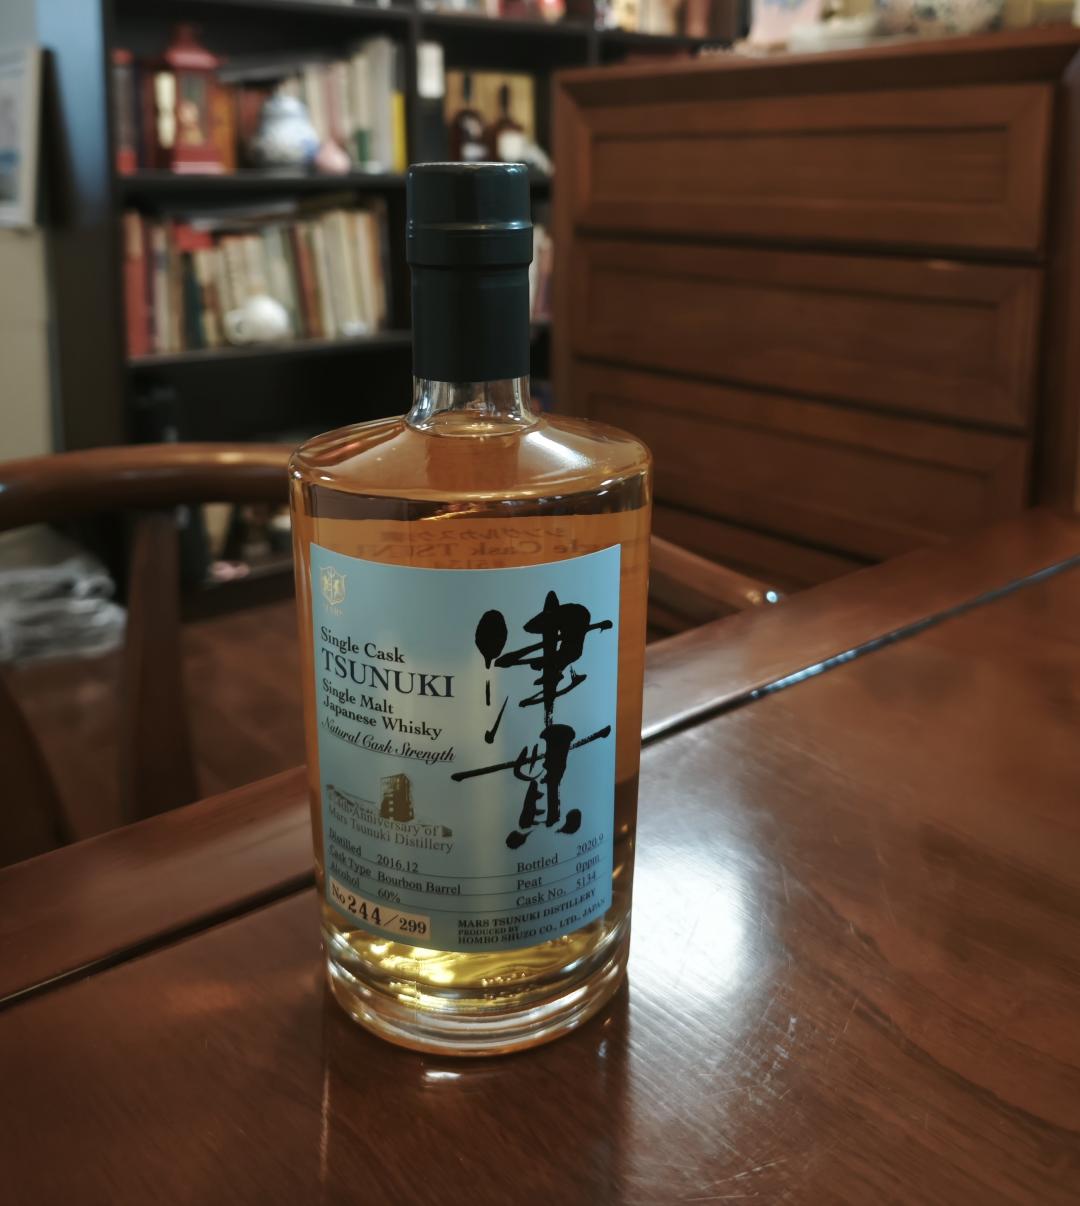 MARS
Single Cask
TSUNUKI
Single Malt
Japanese Whisky
Natural Cask Strength
津貫
Anniversary of
Mars Tsunuki Distillery
Distilled 2016.12
Cask Type Bourbon Barrel
Alcohol 60%
Bottled 2020.9
Peat 0ppm
Cask No. 5134
No 244/299
MARS TSUNUKI DISTILLERY
PRODUCED BY
HOMBO SHUZO CO., LTD., JAPAN